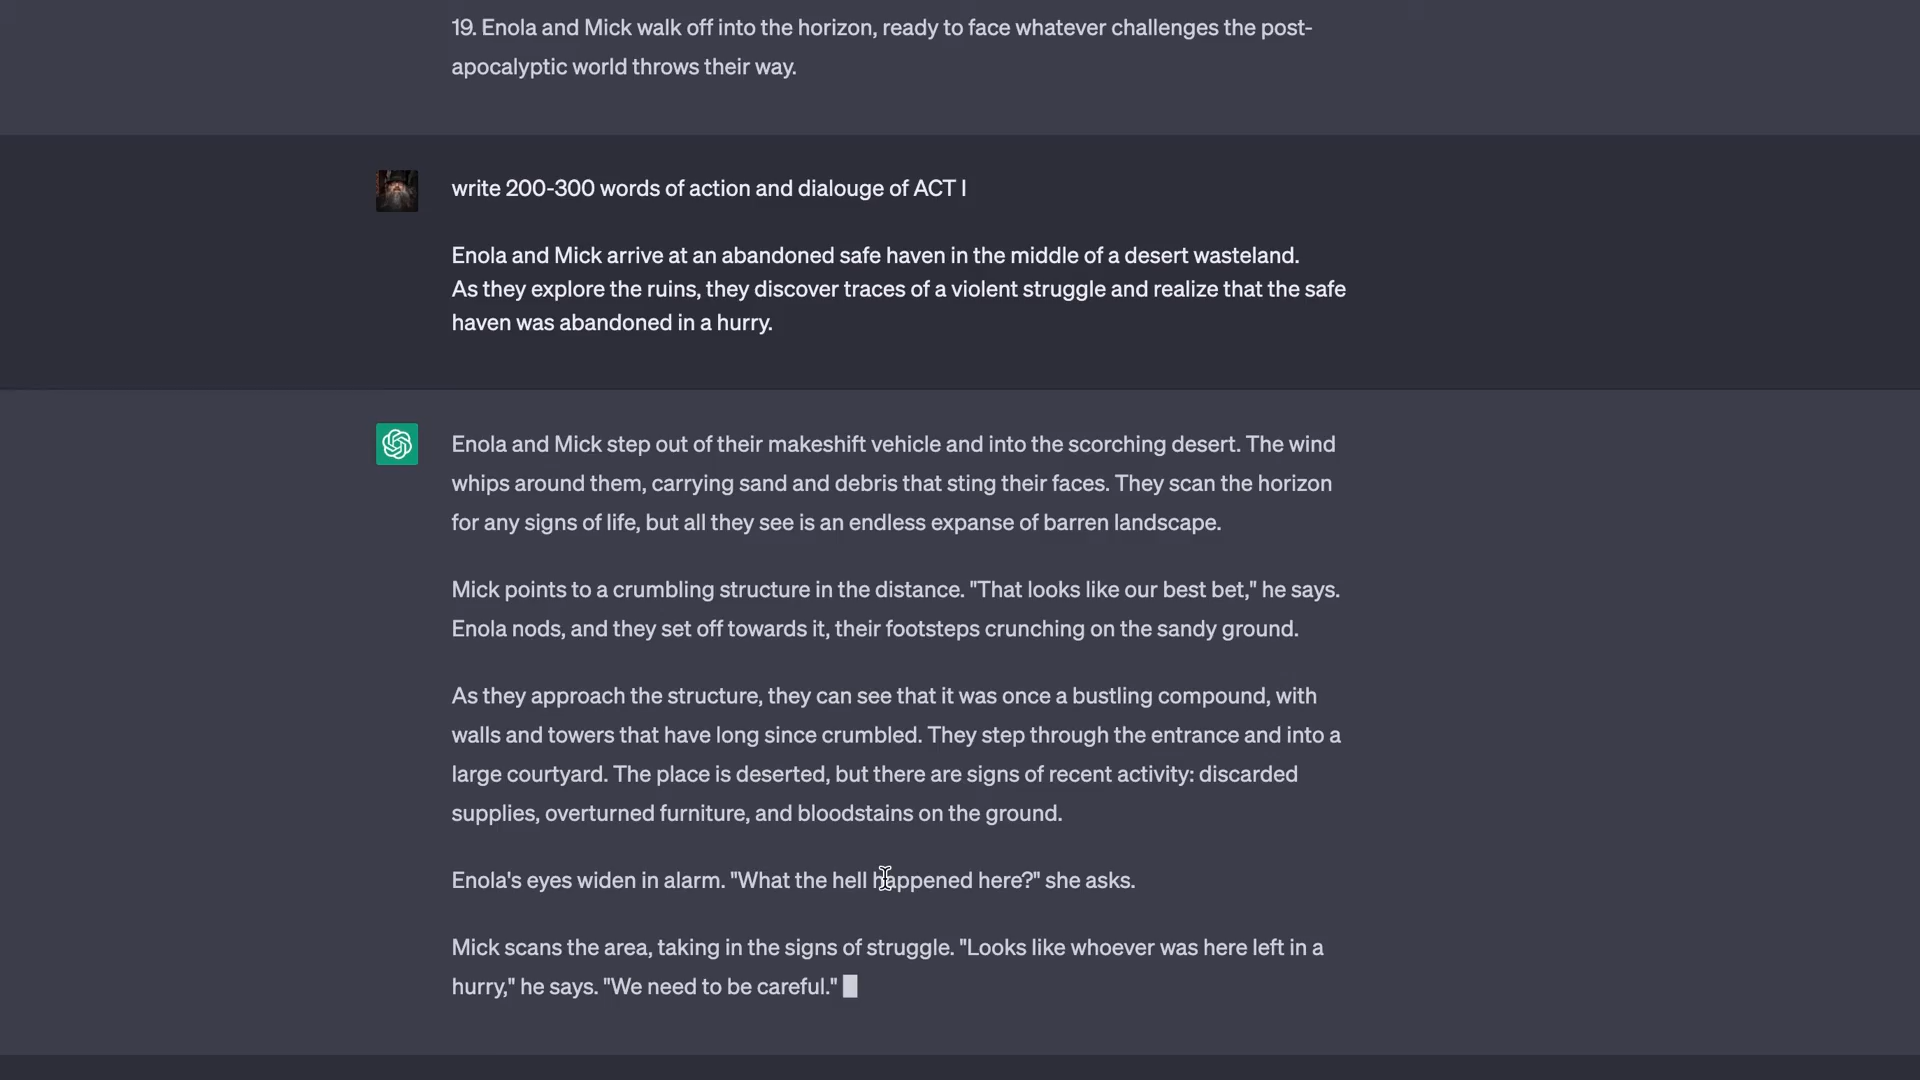 19. Enola and Mick walk off into the horizon, ready to face whatever challenges the post-
apocalyptic world throws their way.
write 200-300 words of action and dialouge of ACT I
Enola and Mick arrive at an abandoned safe haven in the middle of a desert wasteland.
As they explore the ruins, they discover traces of a violent struggle and realize that the safe
haven was abandoned in a hurry.
Enola and Mick step out of their makeshift vehicle and into the scorching desert. The wind
whips around them, carrying sand and debris that sting their faces. They scan the horizon
for any signs of life, but all they see is an endless expanse of barren landscape.
Mick points to a crumbling structure in the distance. "That looks like our best bet," he says.
Enola nods, and they set off towards it, their footsteps crunching on the sandy ground.
As they approach the structure, they can see that it was once a bustling compound, with
walls and towers that have long since crumbled. They step through the entrance and into a
large courtyard. The place is deserted, but there are signs of recent activity: discarded
supplies, overturned furniture, and bloodstains on the ground.
Enola's eyes widen in alarm. "What the hell happened here?" she asks.
Mick scans the area, taking in the signs of struggle. "Looks like whoever was here left in a
hurry," he says. "We need to be careful."